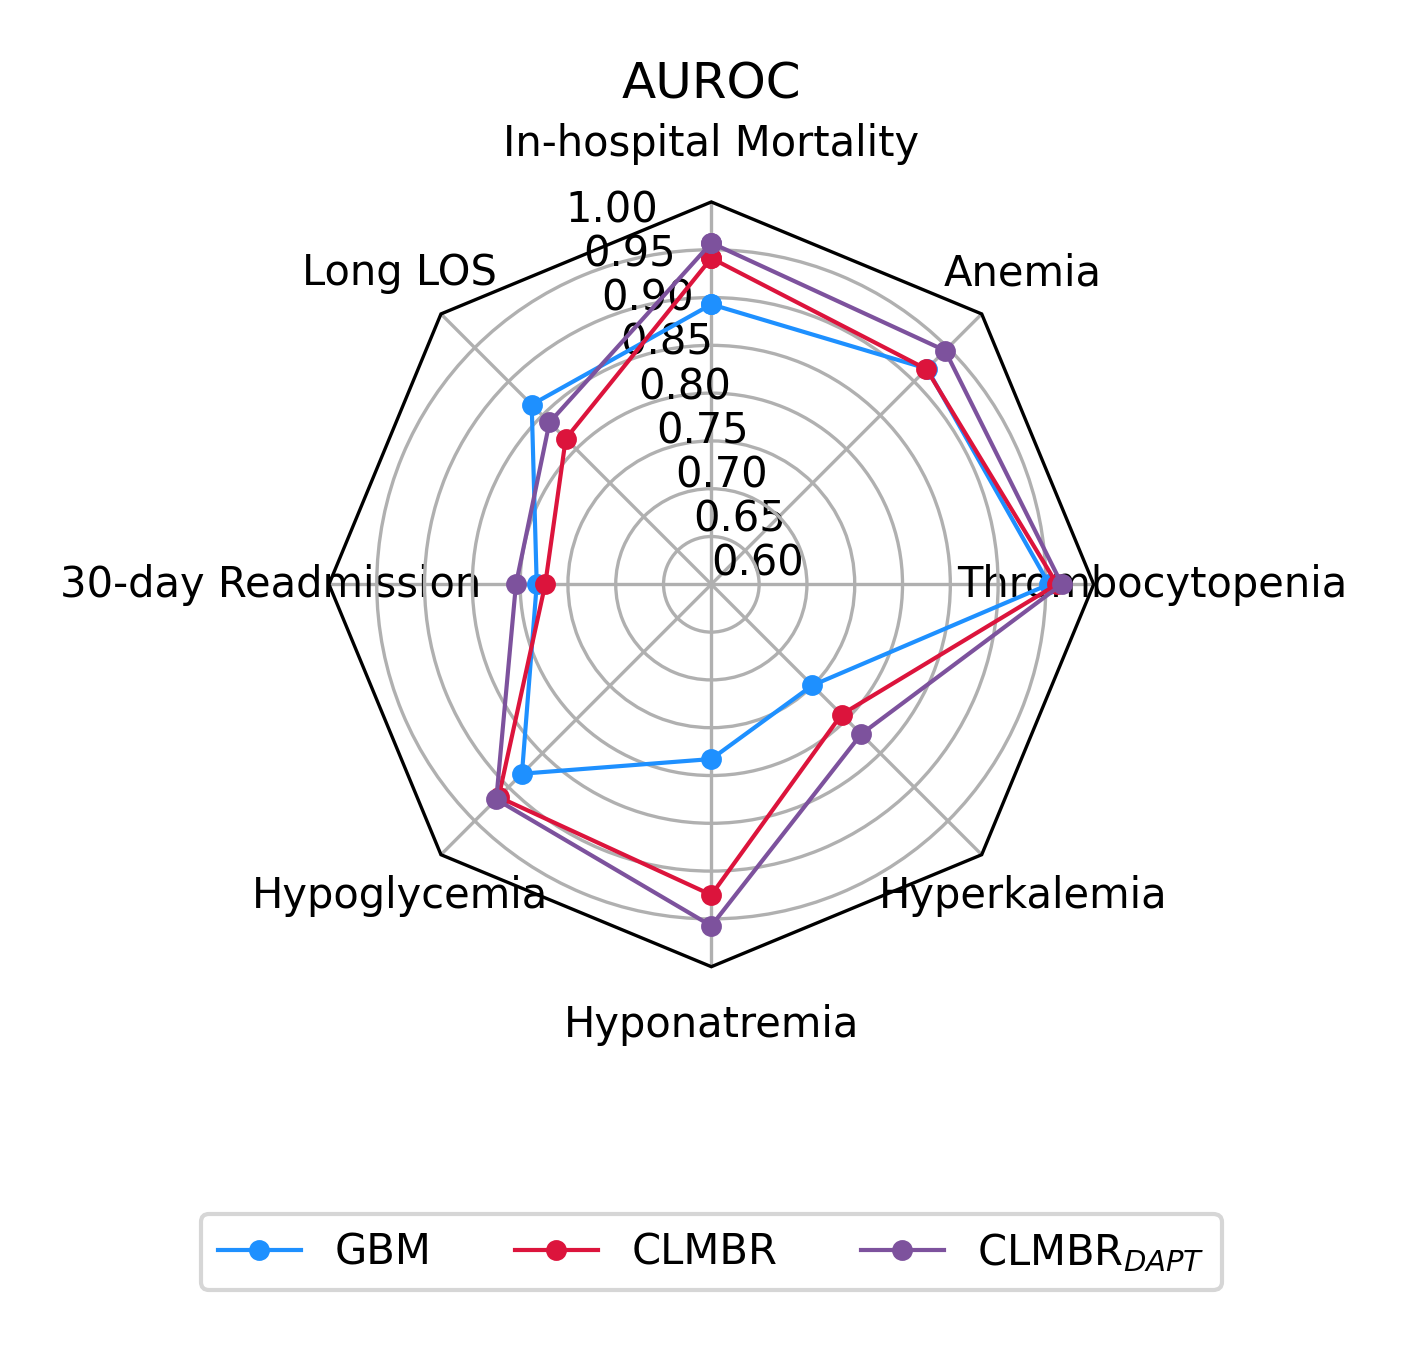 AUROC
In-hospital Mortality
1.00
0.95
Long LOS
Anemia
0.90
0.85
0.80
0.75
0.70
0.65
0.60
30-day Readmission
Thrombocytopenia
Hypoglycemia
Hyperkalemia
Hyponatremia
GBM CLMBR CLMBR_DAPT